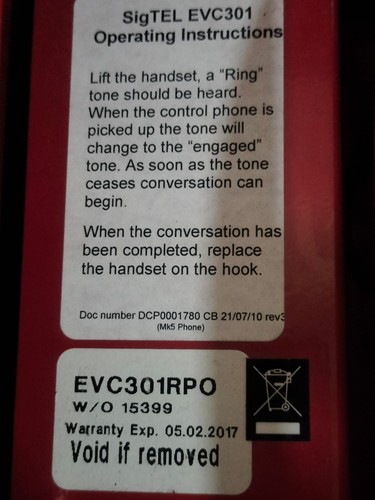 SigTEL EVC301
Operating Instructions
Lift the handset, a “Ring”
tone should be heard.
When the control phone is
picked up the tone will
change to the “engaged”
tone. As soon as the tone
ceases conversation can
begin.
When the conversation has
been completed, replace
the handset on the hook.
Doc number DCP0001780 CB 21/07/10 rev3
(Mk5 Phone)
EVC301RPO
W/O 15399
Warranty Exp. 05.02.2017
Void if removed